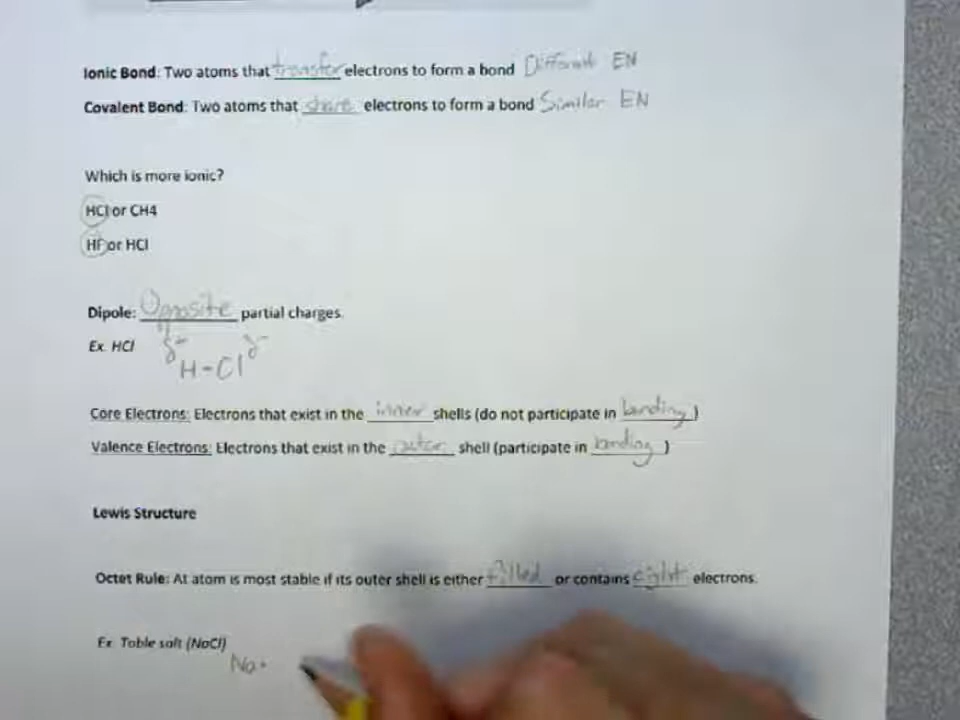 Ionic Bond: Two atoms that transfer electrons to form a bond Different EN
Covalent Bond: Two atoms that share electrons to form a bond Similar EN
Which is more ionic?
HCl or CH4
HF or HCl
Dipole: Opposite partial charges.
Ex. HCl
δ⁻ H-Cl δ⁻
Core Electrons: Electrons that exist in the inner shells (do not participate in bonding)
Valence Electrons: Electrons that exist in the outer shell (participate in bonding)
Lewis Structure
Octet Rule: At atom is most stable if its outer shell is either filled or contains eight electrons.
Ex. Table salt (NaCl)
Na·